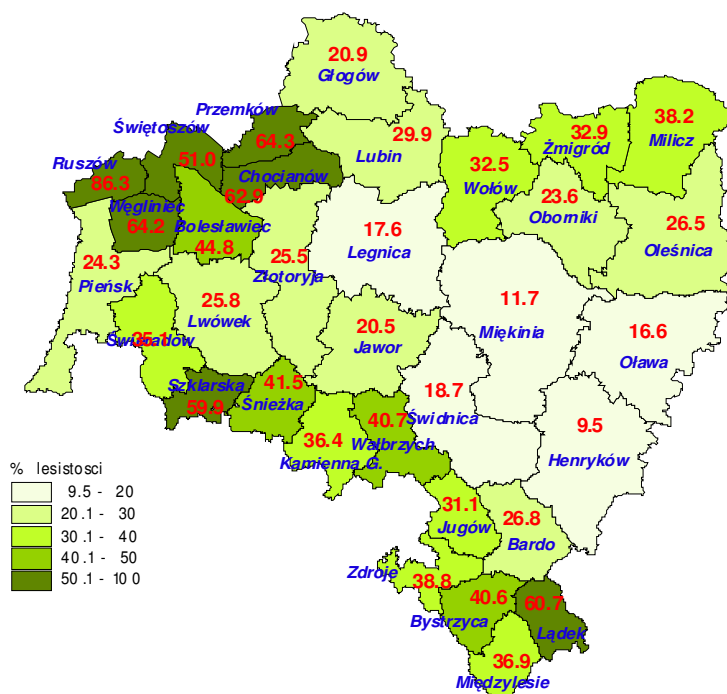 20.9
Głogów
Przemków
64.3
Świętoszów
51.0
29.9
Lubin
38.2
Milicz
32.9
Żmigród
32.5
Wołów
Ruszów
86.3
Chocianów
62.9
Węgliniec
64.2
Bolesławiec
44.8
23.6
Oborniki
26.5
Oleśnica
17.6
Legnica
25.5
Złotoryja
24.3
Pieńsk
25.8
Lwówek
11.7
Miękinia
16.6
Oława
25.1
Świeradów
20.5
Jawor
Szklarska
59.9
41.5
Śnieżka
18.7
Świdnica
40.7
Wałbrzych
36.4
Kamienna G.
9.5
Henryków
% lesistosci
9.5 - 20
20.1 - 30
30.1 - 40
40.1 - 50
50.1 - 100
31.1
Jugów
26.8
Bardo
Zdroje
38.8
40.6
Bystrzyca
60.7
Lądek
36.9
Międzylesie